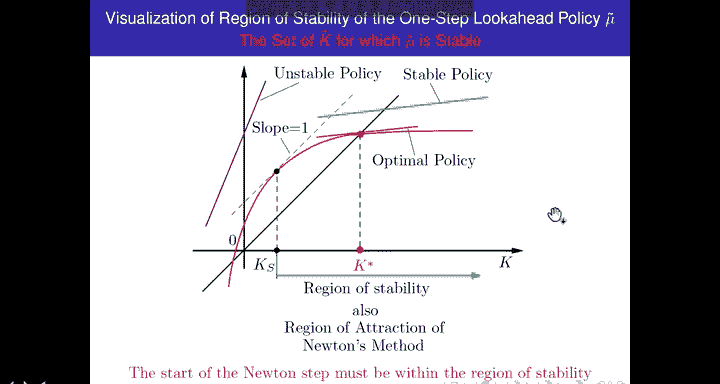 Visualization of Region of Stability of the One-Step Lookahead Policy μ̃
The Set of K̃ for which μ̃ is Stable
Unstable Policy
Stable Policy
Slope=1
Optimal Policy
0
K_S
K*
K
Region of stability
also
Region of Attraction of
Newton's Method
The start of the Newton step must be within the region of stability